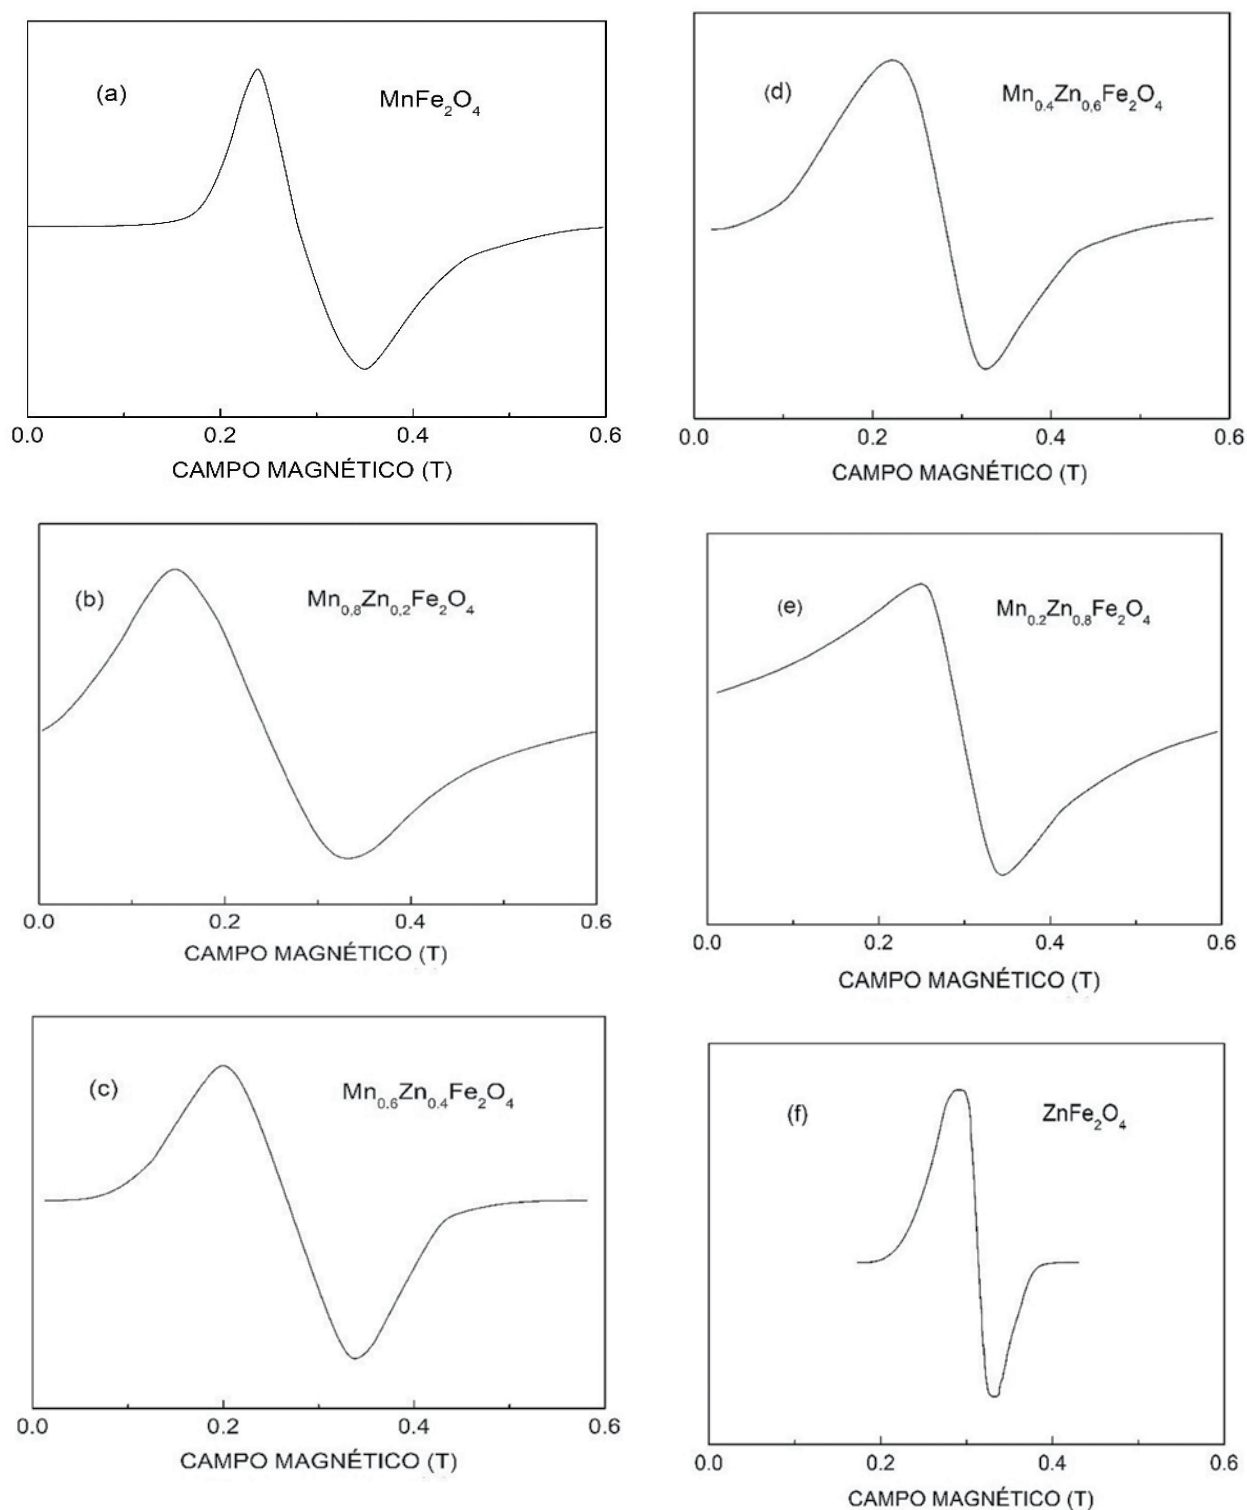 (a)
MnFe₂O₄
0.0 0.2 0.4 0.6
CAMPO MAGNÉTICO (T)
(b)
Mn₀,₈Zn₀,₂Fe₂O₄
0.0 0.2 0.4 0.6
CAMPO MAGNÉTICO (T)
(c)
Mn₀.₆Zn₀.₄Fe₂O₄
0.0 0.2 0.4 0.6
CAMPO MAGNÉTICO (T)
(d)
Mn₀.₄Zn₀,₆Fe₂O₄
0.0 0.2 0.4 0.6
CAMPO MAGNÉTICO (T)
(e)
Mn₀.₂Zn₀,₈Fe₂O₄
0.0 0.2 0.4 0.6
CAMPO MAGNÉTICO (T)
(f)
ZnFe₂O₄
0.0 0.2 0.4 0.6
CAMPO MAGNÉTICO (T)